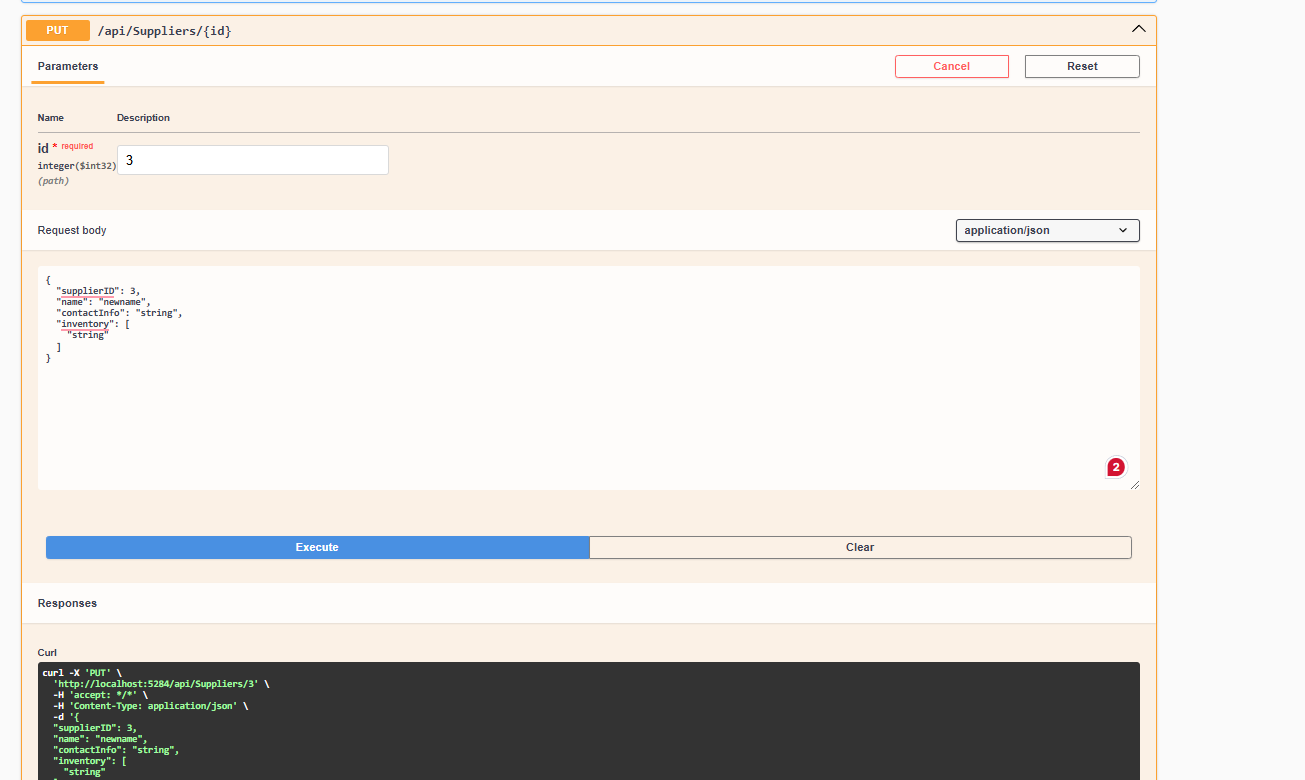 PUT /api/Suppliers/{id}
Parameters
Cancel
Reset
Name Description
id * required
integer($int32)
(path)
3
Request body
application/json
{
  "supplierID": 3,
  "name": "newname",
  "contactInfo": "string",
  "inventory": [
    "string"
  ]
}
2
Execute
Clear
Responses
Curl
curl -X 'PUT' \
  'http://localhost:5284/api/Suppliers/3' \
  -H 'accept: */*' \
  -H 'Content-Type: application/json' \
  -d '{
  "supplierID": 3,
  "name": "newname",
  "contactInfo": "string",
  "inventory": [
    "string"